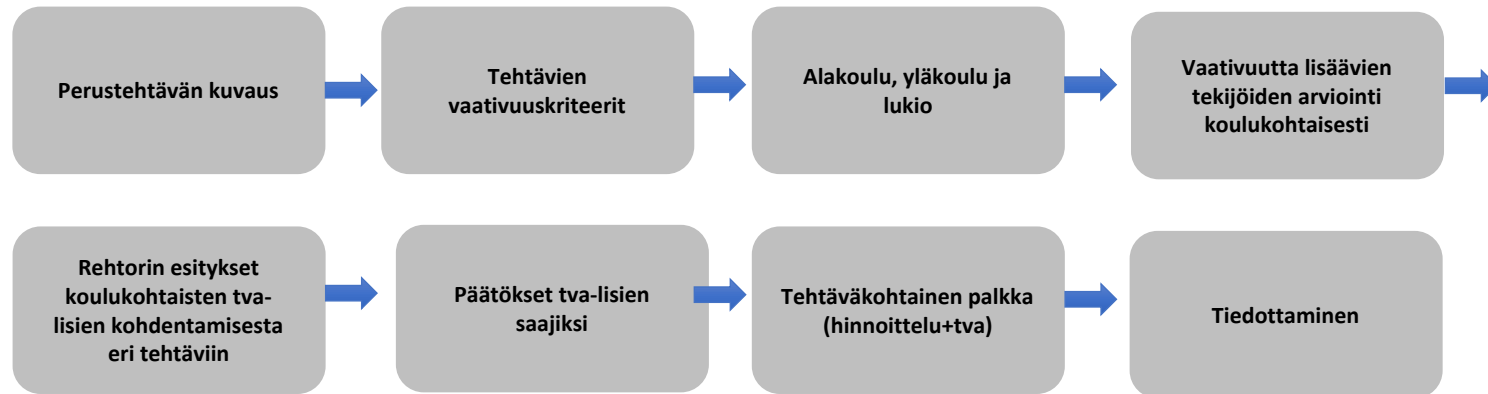 Perustehtävän kuvaus
Tehtävien
vaativuuskriteerit
Alakoulu, yläkoulu ja
lukio
Vaativuutta lisäävien
tekijöiden arviointi
koulukohtaisesti
Rehtorin esitykset
koulukohtaisten tva-
lisien kohdentamisesta
eri tehtäviin
Päätökset tva-lisien
saajiksi
Tehtäväkohtainen palkka
(hinnoittelu+tva)
Tiedottaminen